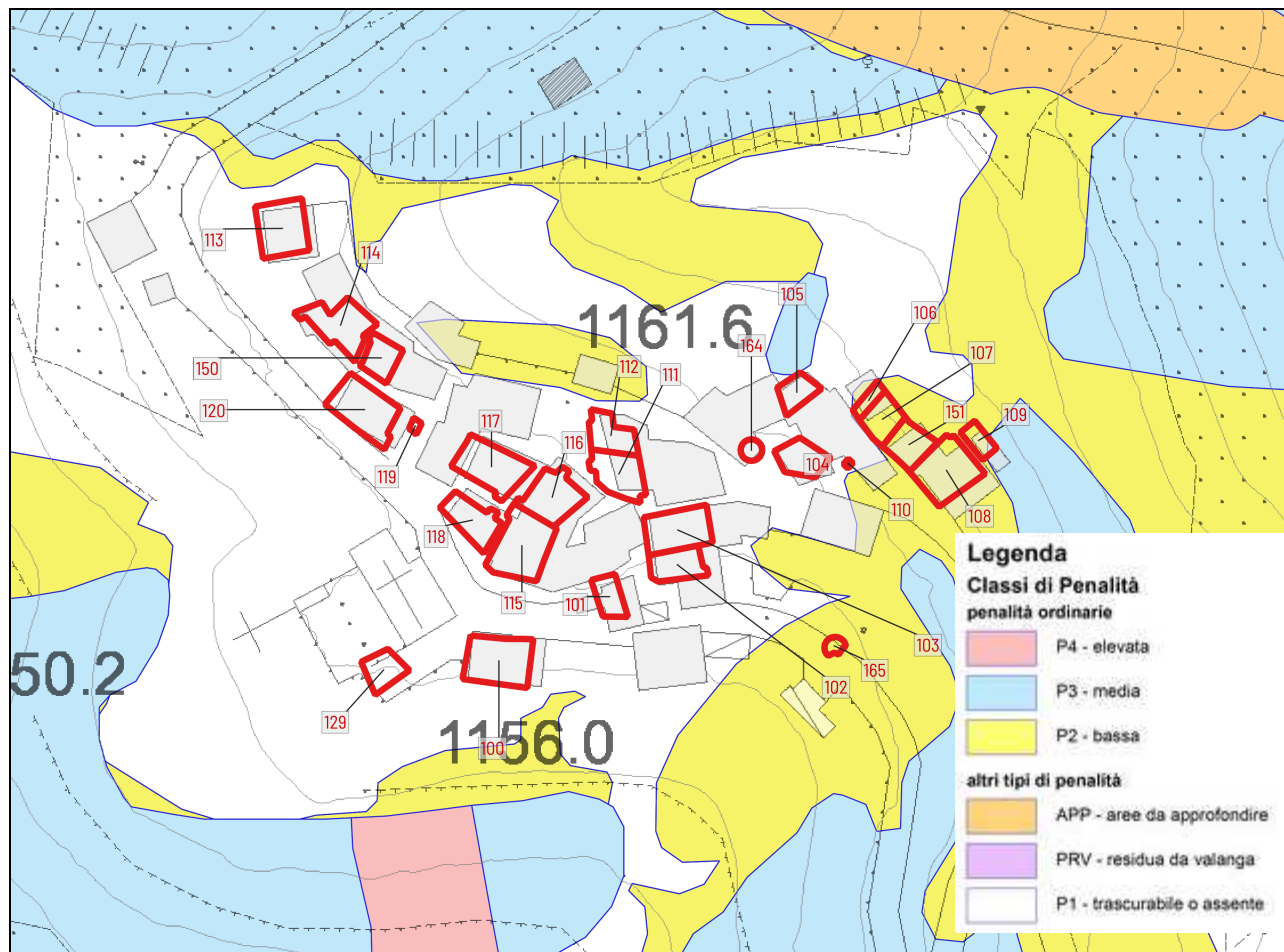 113
114
105
1161.6
106
164
112
107
150
111
151
120
117
109
116
119
104
110
108
118
115
101
103
165
50.2
102
129
1156.0
100
Legenda
Classi di Penalità
penalità ordinarie
P4 - elevata
P3 - media
P2 - bassa
altri tipi di penalità
APP - aree da approfondire
PRV - residua da valanga
P1 - trascurabile o assente